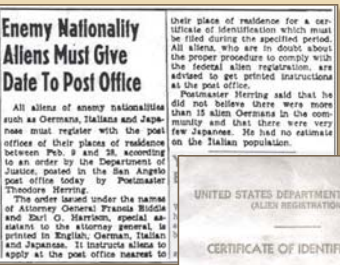 Enemy Nationality
Aliens Must Give
Date To Post Office
All aliens of enemy nationalities
such as Germans, Italians and Japa-
nese must register with the post
offices of their places of residence
between Feb. 9 and 28, according
to an order by the Department of
Justice, posted in the San Angelo
post office today by Postmaster
Theodore Herring.
The order issued under the names
of Attorney General Francis Biddle
and Earl G. Harrison, special as-
sistant to the attorney general, is
printed in English, German, Italian
and Japanese. It instructs aliens to
apply at the post office nearest to
their place of residence for a cer-
tificate of identification which must
be filed during the specified period.
All aliens, who are in doubt about
the proper procedure to comply with
the federal alien registration, are
advised to get printed instructions
at the post office.
Postmaster Herring said that he
did not believe there were more
than 15 alien Germans in the com-
munity and that there were very
few Japanese. He had no estimate
on the Italian population.
UNITED STATES DEPARTMENT
(ALIEN REGISTRATION
CERTIFICATE OF IDENTIF